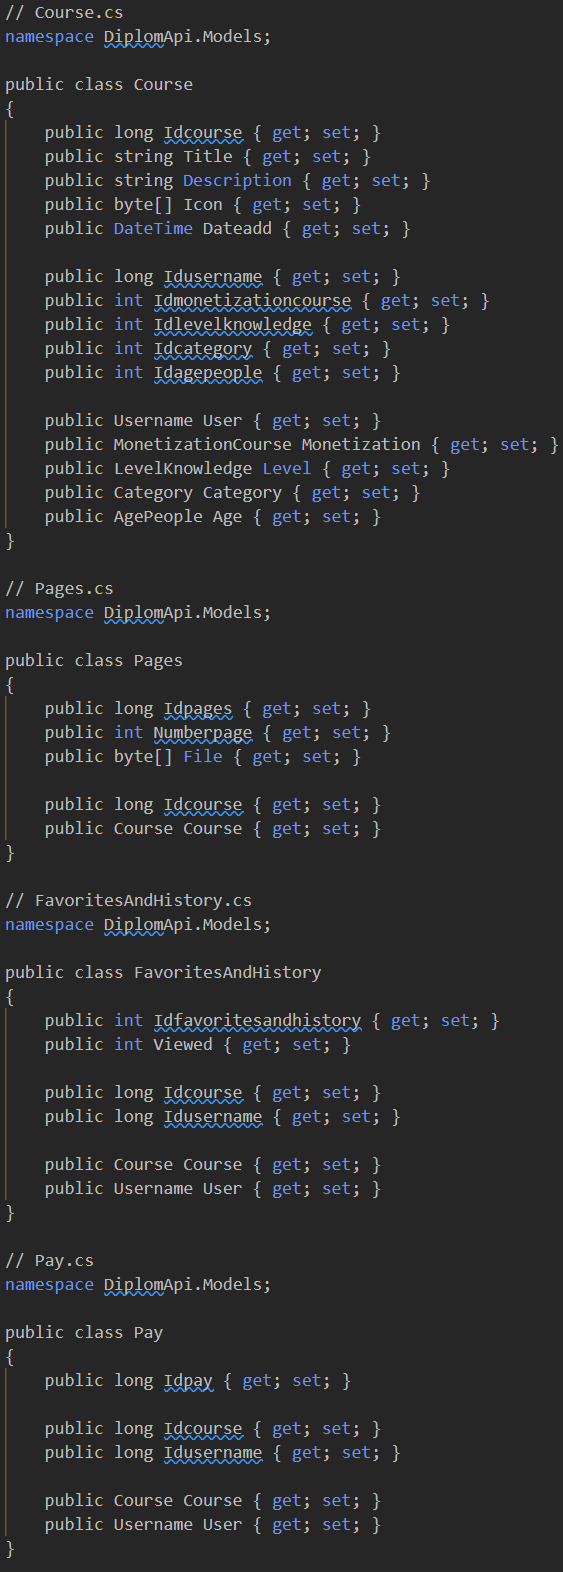 // Course.cs
namespace DiplomApi.Models;

public class Course
{
    public long Idcourse { get; set; }
    public string Title { get; set; }
    public string Description { get; set; }
    public byte[] Icon { get; set; }
    public DateTime Dateadd { get; set; }

    public long Idusername { get; set; }
    public int Idmonetizationcourse { get; set; }
    public int Idlevelknowledge { get; set; }
    public int Idcategory { get; set; }
    public int Idagepeople { get; set; }

    public Username User { get; set; }
    public MonetizationCourse Monetization { get; set; }
    public LevelKnowledge Level { get; set; }
    public Category Category { get; set; }
    public AgePeople Age { get; set; }
}

// Pages.cs
namespace DiplomApi.Models;

public class Pages
{
    public long Idpages { get; set; }
    public int Numberpage { get; set; }
    public byte[] File { get; set; }

    public long Idcourse { get; set; }
    public Course Course { get; set; }
}

// FavoritesAndHistory.cs
namespace DiplomApi.Models;

public class FavoritesAndHistory
{
    public int Idfavoritesandhistory { get; set; }
    public int Viewed { get; set; }

    public long Idcourse { get; set; }
    public long Idusername { get; set; }

    public Course Course { get; set; }
    public Username User { get; set; }
}

// Pay.cs
namespace DiplomApi.Models;

public class Pay
{
    public long Idpay { get; set; }

    public long Idcourse { get; set; }
    public long Idusername { get; set; }

    public Course Course { get; set; }
    public Username User { get; set; }
}